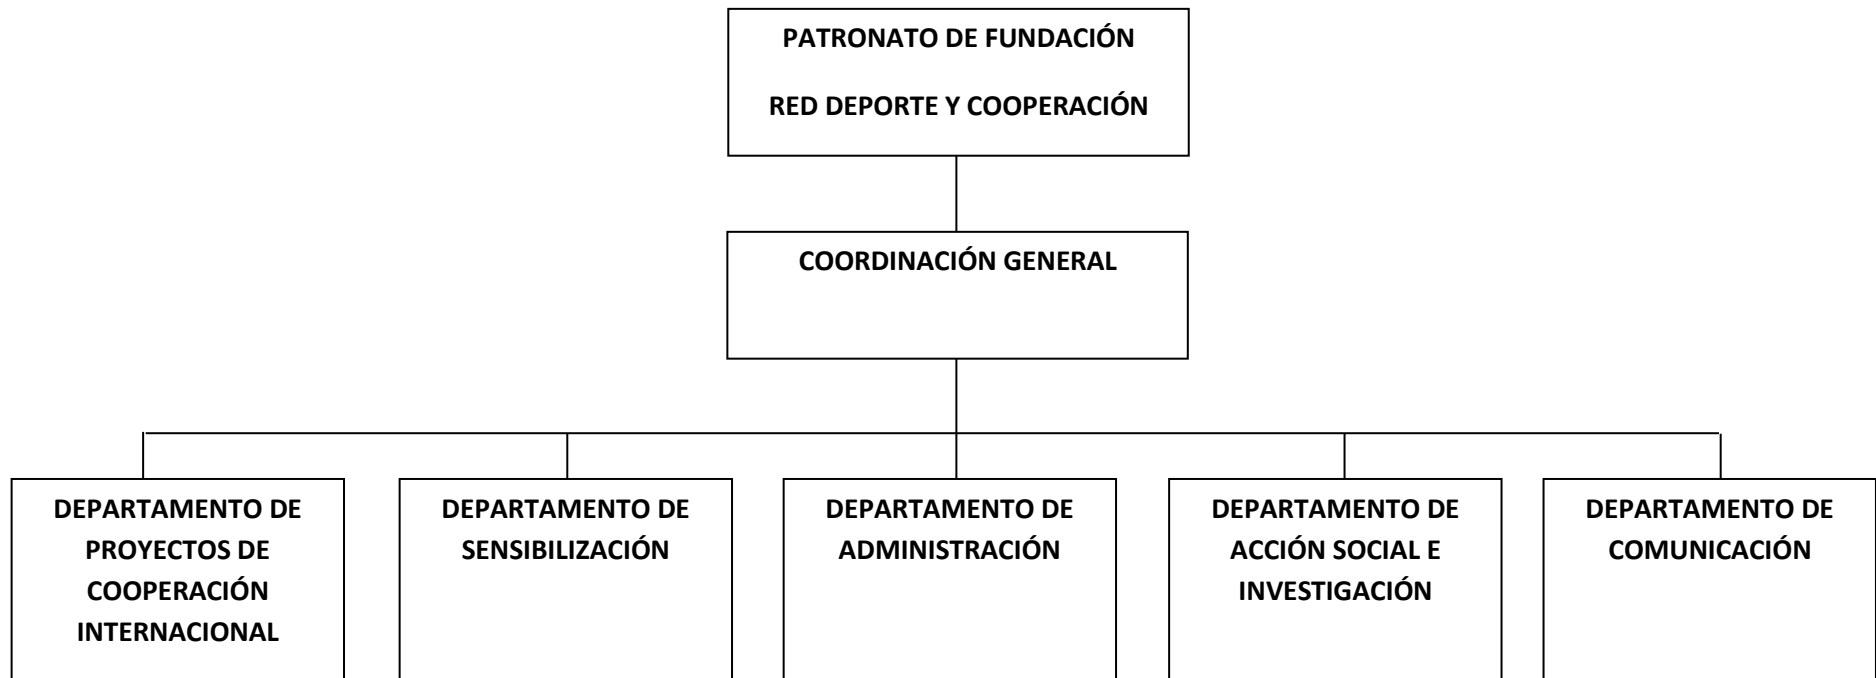 PATRONATO DE FUNDACIÓN
RED DEPORTE Y COOPERACIÓN
COORDINACIÓN GENERAL
DEPARTAMENTO DE
PROYECTOS DE
COOPERACIÓN
INTERNACIONAL
DEPARTAMENTO DE
SENSIBILIZACIÓN
DEPARTAMENTO DE
ADMINISTRACIÓN
DEPARTAMENTO DE
ACCIÓN SOCIAL E
INVESTIGACIÓN
DEPARTAMENTO DE
COMUNICACIÓN